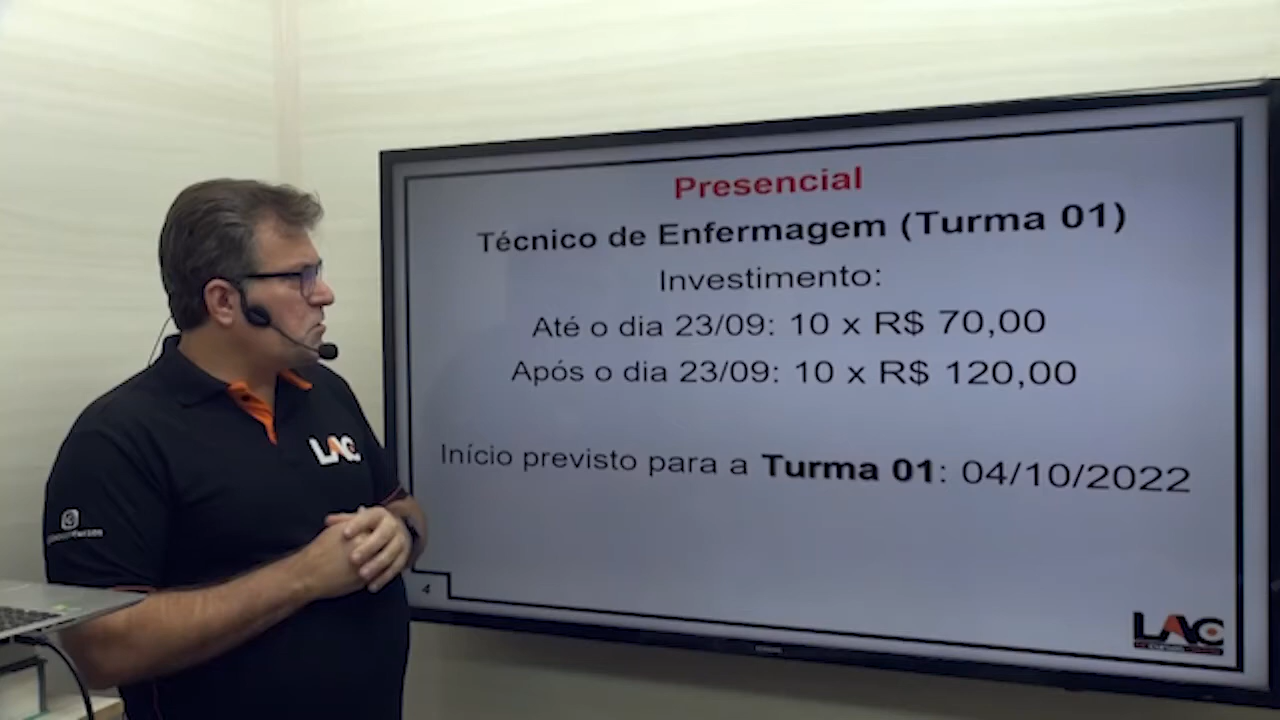 Presencial
Técnico de Enfermagem (Turma 01)
Investimento:
Até o dia 23/09: 10 x R$ 70,00
Após o dia 23/09: 10 x R$ 120,00
Início previsto para a Turma 01: 04/10/2022
LAC
4
LAC